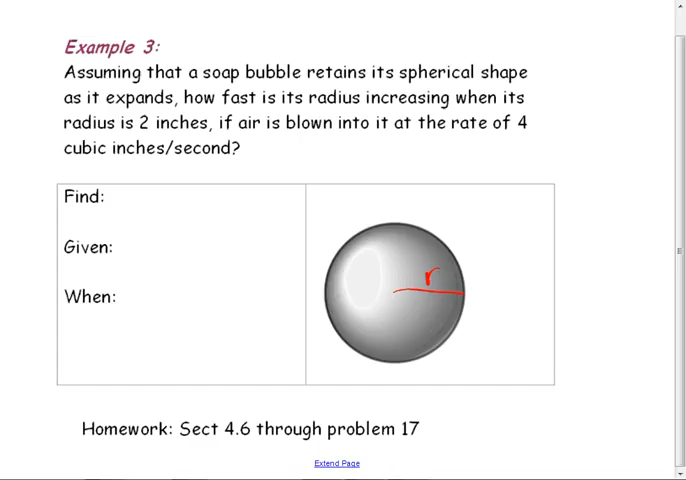 Example 3:
Assuming that a soap bubble retains its spherical shape
as it expands, how fast is its radius increasing when its
radius is 2 inches, if air is blown into it at the rate of 4
cubic inches/second?
Find:
Given:
When:
r
Homework: Sect 4.6 through problem 17
Extend Page